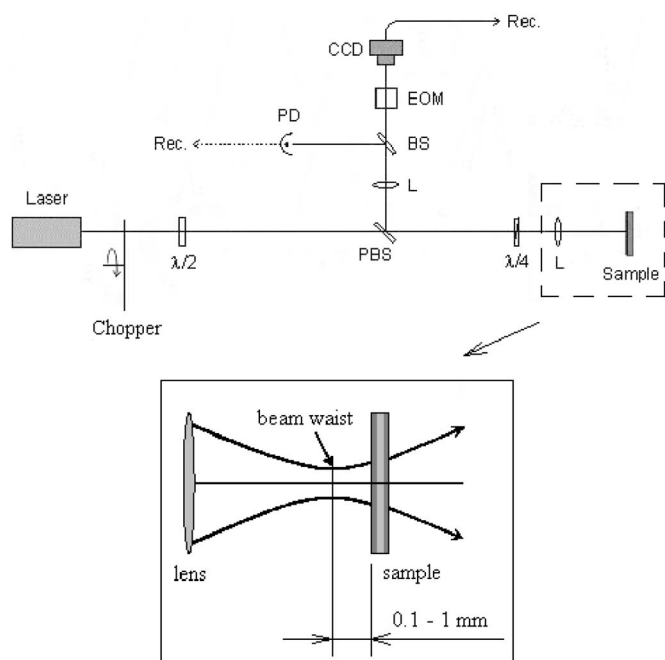 Rec.
CCD
EOM
PD
Rec.
BS
L
Laser
λ/2
PBS
λ/4
L
Sample
Chopper
beam waist
lens
sample
0.1 - 1 mm